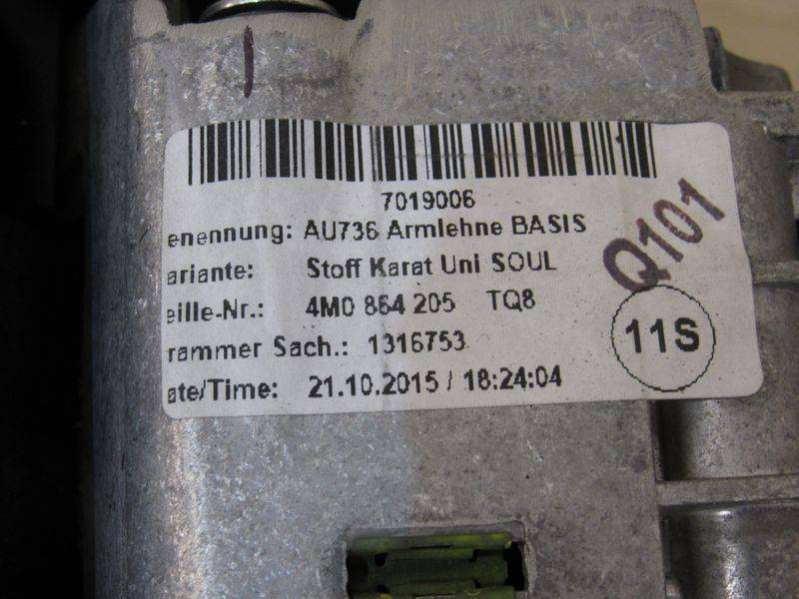 7019006
enennung: AU736 Armlehne BASIS
ariante: Stoff Karat Uni SOUL
eille-Nr.: 4M0 864 205 TQ8
rammer Sach.: 1316753
ate/Time: 21.10.2015 / 18:24:04
Q101
11S